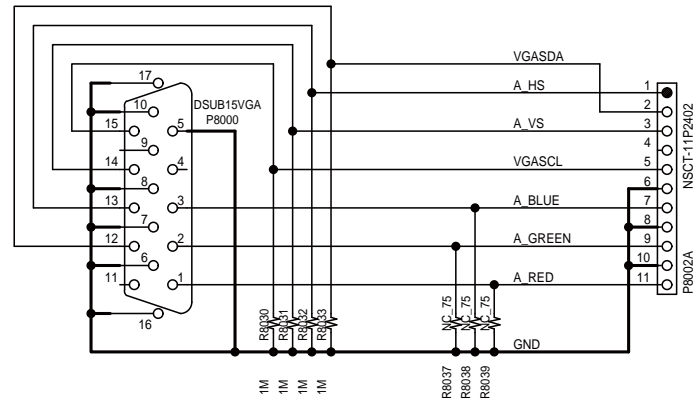 VGASDA
17
DSUB15VGA
P8000
A_HS
1
10
2
15
5
A_VS
3
NSCT-11P2402
9
4
14
4
VGASCL
5
8
6
13
3
A_BLUE
7
7
8
12
2
A_GREEN
9
6
10
11
1
A_RED
11
P8002A
16
R8030
R8031
R8032
R8033
NC_75
NC_75
NC_75
GND
1M
1M
1M
1M
R8037
R8038
R8039